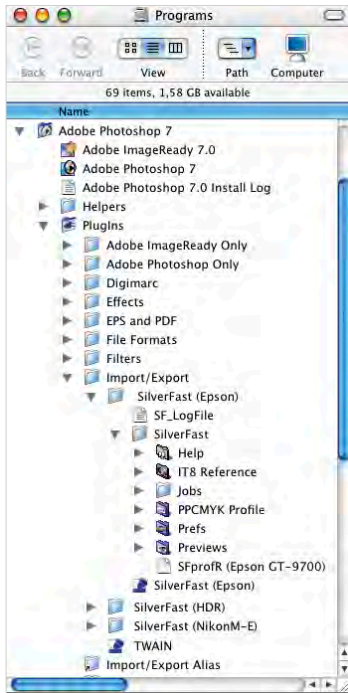 Programs
Back Forward View Path Computer
69 items, 1,58 GB available
Name
Adobe Photoshop 7
Adobe ImageReady 7.0
Adobe Photoshop 7
Adobe Photoshop 7.0 Install Log
Helpers
PlugIns
Adobe ImageReady Only
Adobe Photoshop Only
Digimarc
Effects
EPS and PDF
File Formats
Filters
Import/Export
SilverFast (Epson)
SF_LogFile
SilverFast
Help
IT8 Reference
Jobs
PPCMYK Profile
Prefs
Previews
SFprofR (Epson GT-9700)
SilverFast (Epson)
SilverFast (HDR)
SilverFast (NikonM-E)
TWAIN
Import/Export Alias